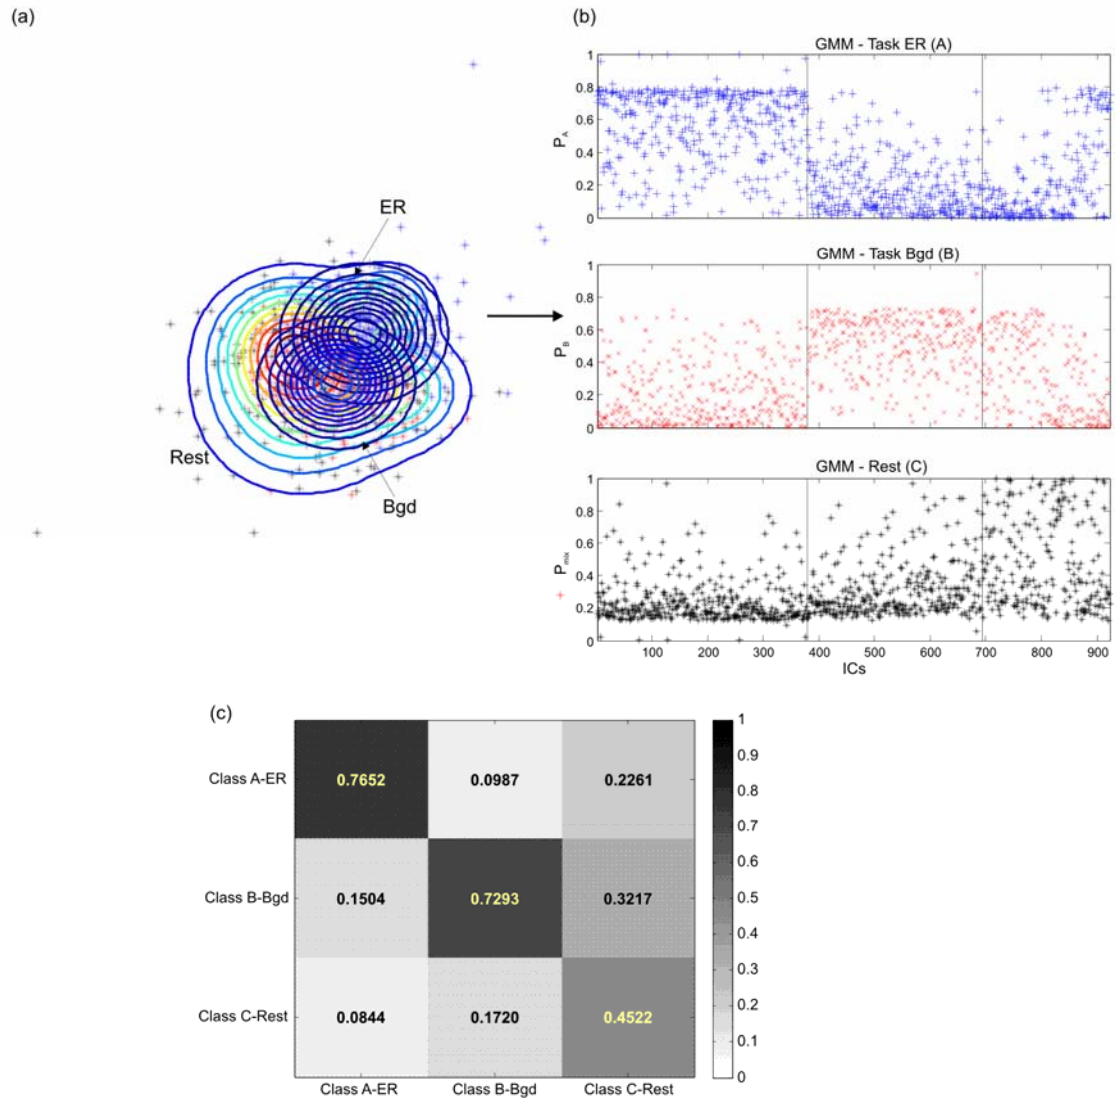 (a)
ER
Rest
Bgd
(b)
GMM - Task ER (A)
1
0.8
0.6
0.4
0.2
0
P_A
GMM - Task Bgd (B)
1
0.8
0.6
0.4
0.2
0
P_B
GMM - Rest (C)
1
0.8
0.6
0.4
0.2
0
P_mix
100 200 300 400 500 600 700 800 900
ICs
(c)
Class A-ER 0.7652 0.0987 0.2261
Class B-Bgd 0.1504 0.7293 0.3217
Class C-Rest 0.0844 0.1720 0.4522
Class A-ER Class B-Bgd Class C-Rest
1
0.9
0.8
0.7
0.6
0.5
0.4
0.3
0.2
0.1
0